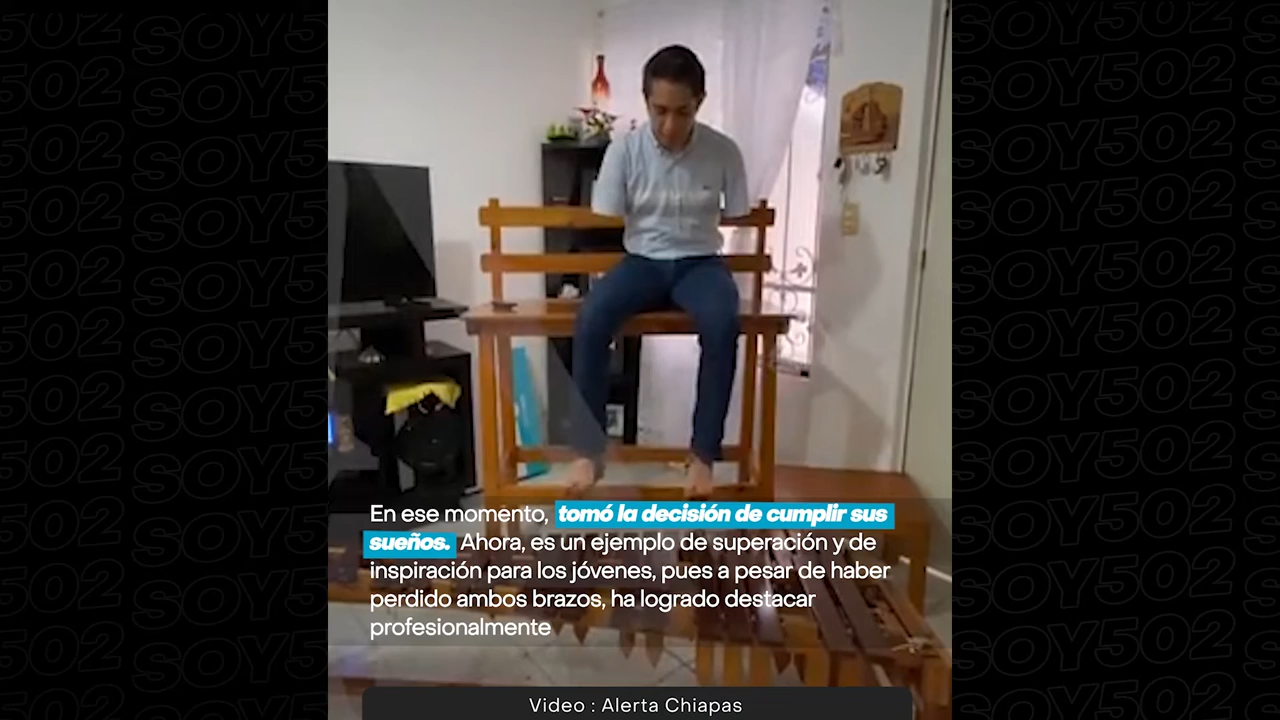 En ese momento, tomó la decisión de cumplir sus
sueños. Ahora, es un ejemplo de superación y de
inspiración para los jóvenes, pues a pesar de haber
perdido ambos brazos, ha logrado destacar
profesionalmente
Video : Alerta Chiapas
SOY502